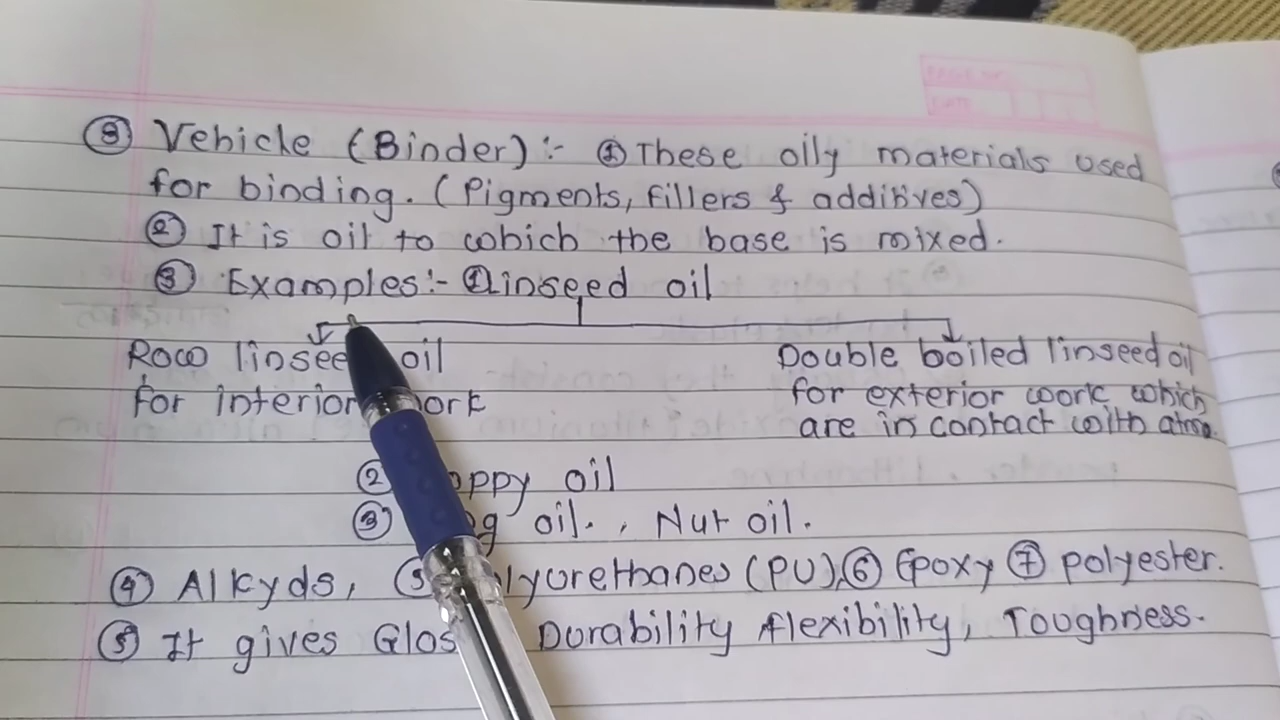 ③ Vehicle (Binder) :- ① These oily materials used
for binding. (Pigments, fillers & additives)
② It is oil to which the base is mixed.
③ Examples :- ① linseed oil
Raw linsee oil
for interior ork
Double boiled linseed oil
for exterior work which
are in contact with atmo.
② oppy oil
③ g oil. , Nut oil.
④ Alkyds, ⑤ lyurethanes (PU), ⑥ Epoxy ⑦ polyester.
⑤ It gives Glos Durability flexibility, Toughness.